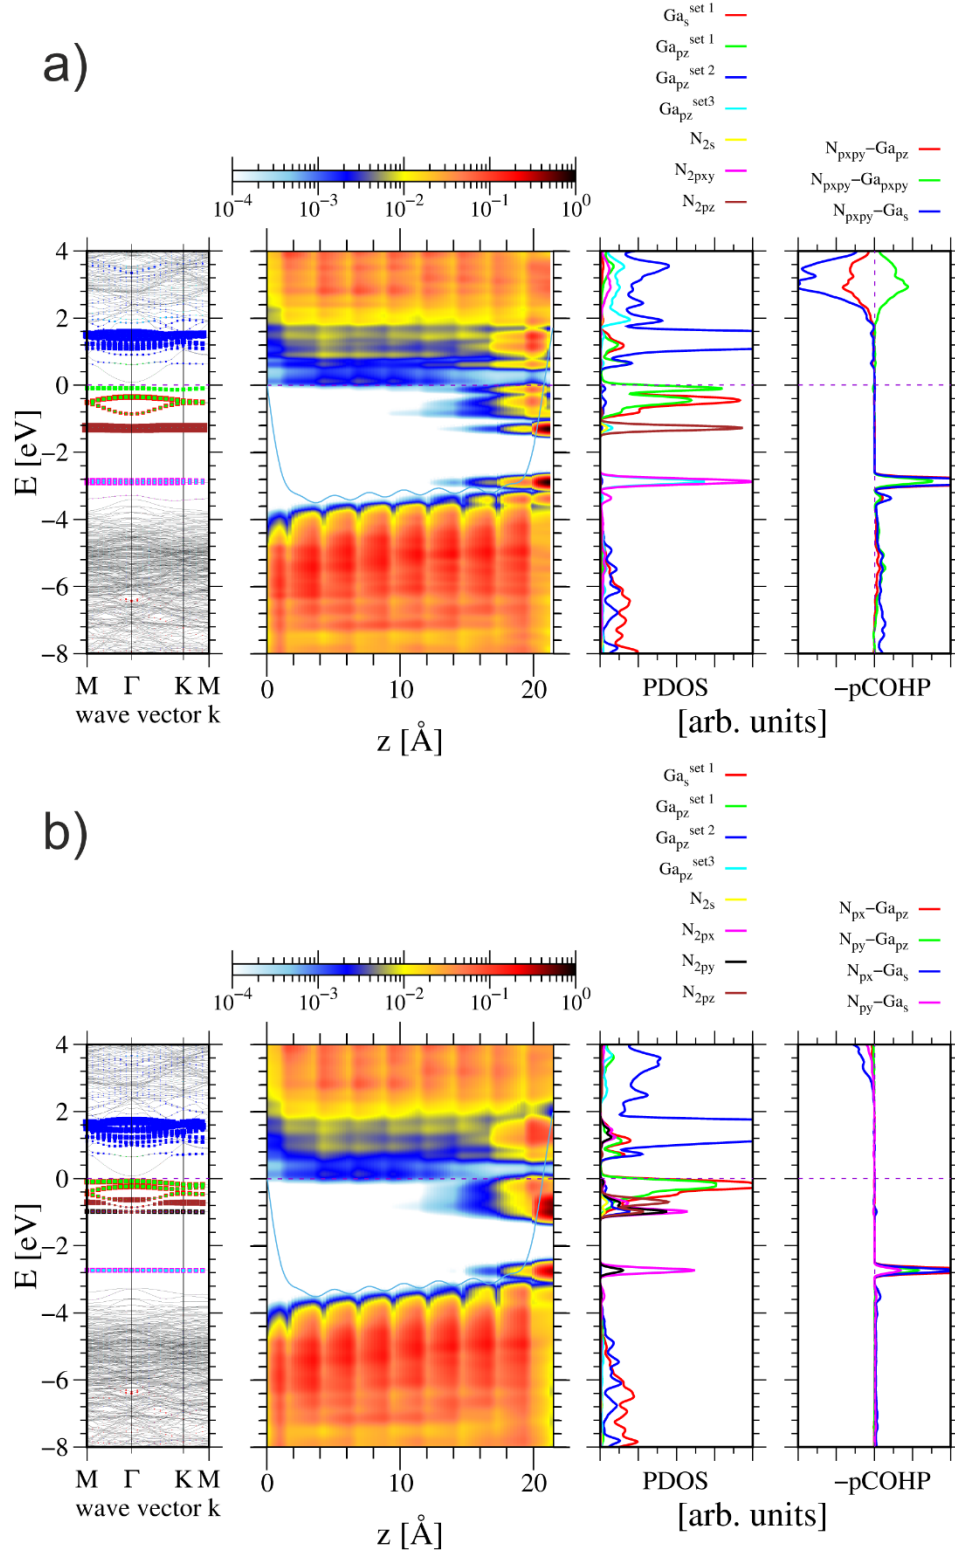 a)
Ga_s^set 1
Ga_pz^set 1
Ga_pz^set 2
Ga_pz^set3
N_2s
N_2pxy
N_2pz
N_pxpy−Ga_pz
N_pxpy−Ga_pxpy
N_pxpy−Ga_s
10^−4 10^−3 10^−2 10^−1 10^0
4
2
0
−2
−4
−6
−8
E [eV]
M Γ K M
wave vector k
0 10 20
z [Å]
PDOS
−pCOHP
[arb. units]
b)
Ga_s^set 1
Ga_pz^set 1
Ga_pz^set 2
Ga_pz^set3
N_2s
N_2px
N_2py
N_2pz
N_px−Ga_pz
N_py−Ga_pz
N_px−Ga_s
N_py−Ga_s
10^−4 10^−3 10^−2 10^−1 10^0
4
2
0
−2
−4
−6
−8
E [eV]
M Γ K M
wave vector k
0 10 20
z [Å]
PDOS
−pCOHP
[arb. units]